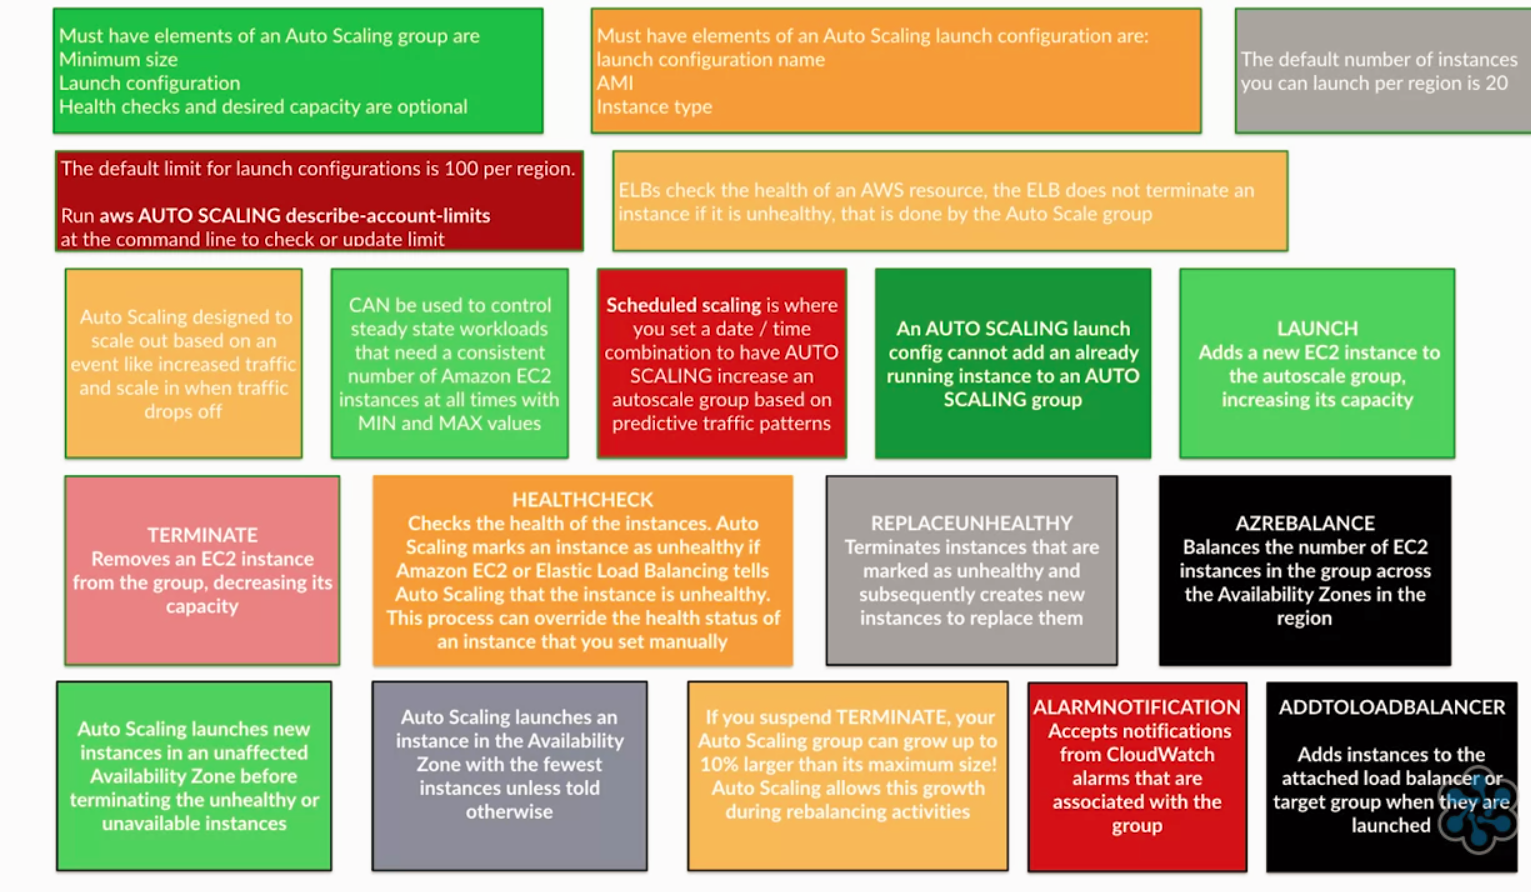 Must have elements of an Auto Scaling group are
Minimum size
Launch configuration
Health checks and desired capacity are optional
Must have elements of an Auto Scaling launch configuration are:
launch configuration name
AMI
Instance type
The default number of instances
you can launch per region is 20
The default limit for launch configurations is 100 per region.
Run aws AUTO SCALING describe-account-limits
at the command line to check or update limit
ELBs check the health of an AWS resource, the ELB does not terminate an
instance if it is unhealthy, that is done by the Auto Scale group
Auto Scaling designed to
scale out based on an
event like increased traffic
and scale in when traffic
drops off
CAN be used to control
steady state workloads
that need a consistent
number of Amazon EC2
instances at all times with
MIN and MAX values
Scheduled scaling is where
you set a date / time
combination to have AUTO
SCALING increase an
autoscale group based on
predictive traffic patterns
An AUTO SCALING launch
config cannot add an already
running instance to an AUTO
SCALING group
LAUNCH
Adds a new EC2 instance to
the autoscale group,
increasing its capacity
TERMINATE
Removes an EC2 instance
from the group, decreasing its
capacity
HEALTHCHECK
Checks the health of the instances. Auto
Scaling marks an instance as unhealthy if
Amazon EC2 or Elastic Load Balancing tells
Auto Scaling that the instance is unhealthy.
This process can override the health status of
an instance that you set manually
REPLACEUNHEALTHY
Terminates instances that are
marked as unhealthy and
subsequently creates new
instances to replace them
AZREBALANCE
Balances the number of EC2
instances in the group across
the Availability Zones in the
region
Auto Scaling launches new
instances in an unaffected
Availability Zone before
terminating the unhealthy or
unavailable instances
Auto Scaling launches an
instance in the Availability
Zone with the fewest
instances unless told
otherwise
If you suspend TERMINATE, your
Auto Scaling group can grow up to
10% larger than its maximum size!
Auto Scaling allows this growth
during rebalancing activities
ALARMNOTIFICATION
Accepts notifications
from CloudWatch
alarms that are
associated with the
group
ADDTOLOADBALANCER
Adds instances to the
attached load balancer or
target group when they are
launched